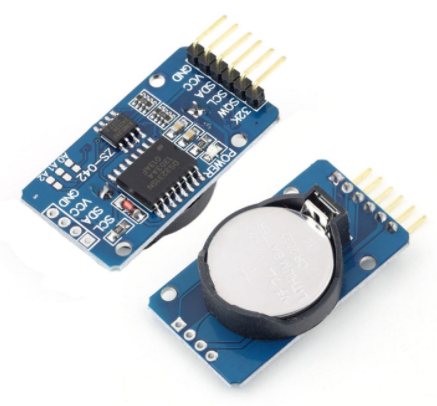 32K
SQW
SCL
SDA
VCC
GND
POWER
ZS-042
A0 A1 A2
SCL
SDA
VCC
GND